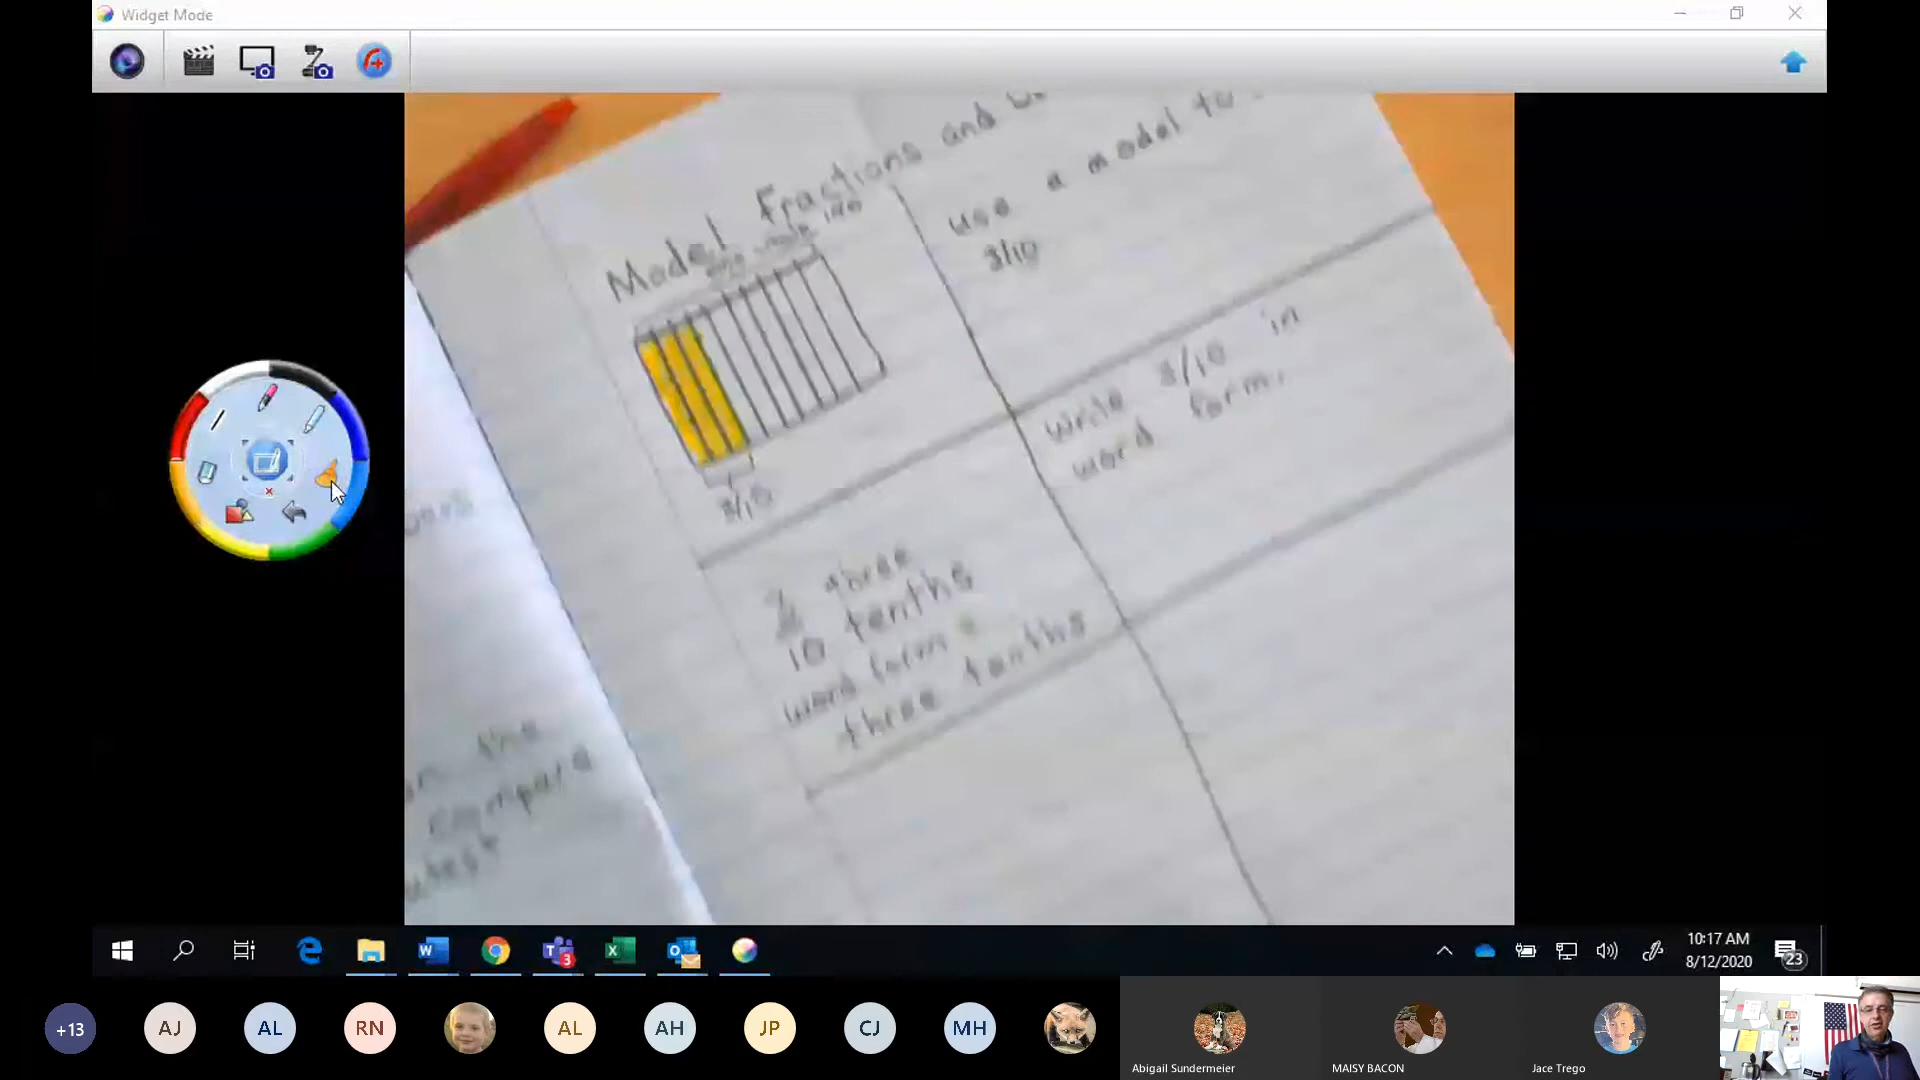 Widget Mode
Model Fractions and
use a model to
3/10
3/10
Write 3/10 in
word form.
three
10 tenths
word form
three tenths
the
compare
10:17 AM
8/12/2020
23
3
+13
AJ
AL
RN
AL
AH
JP
CJ
MH
Abigail Sundermeier
MAISY BACON
Jace Trego